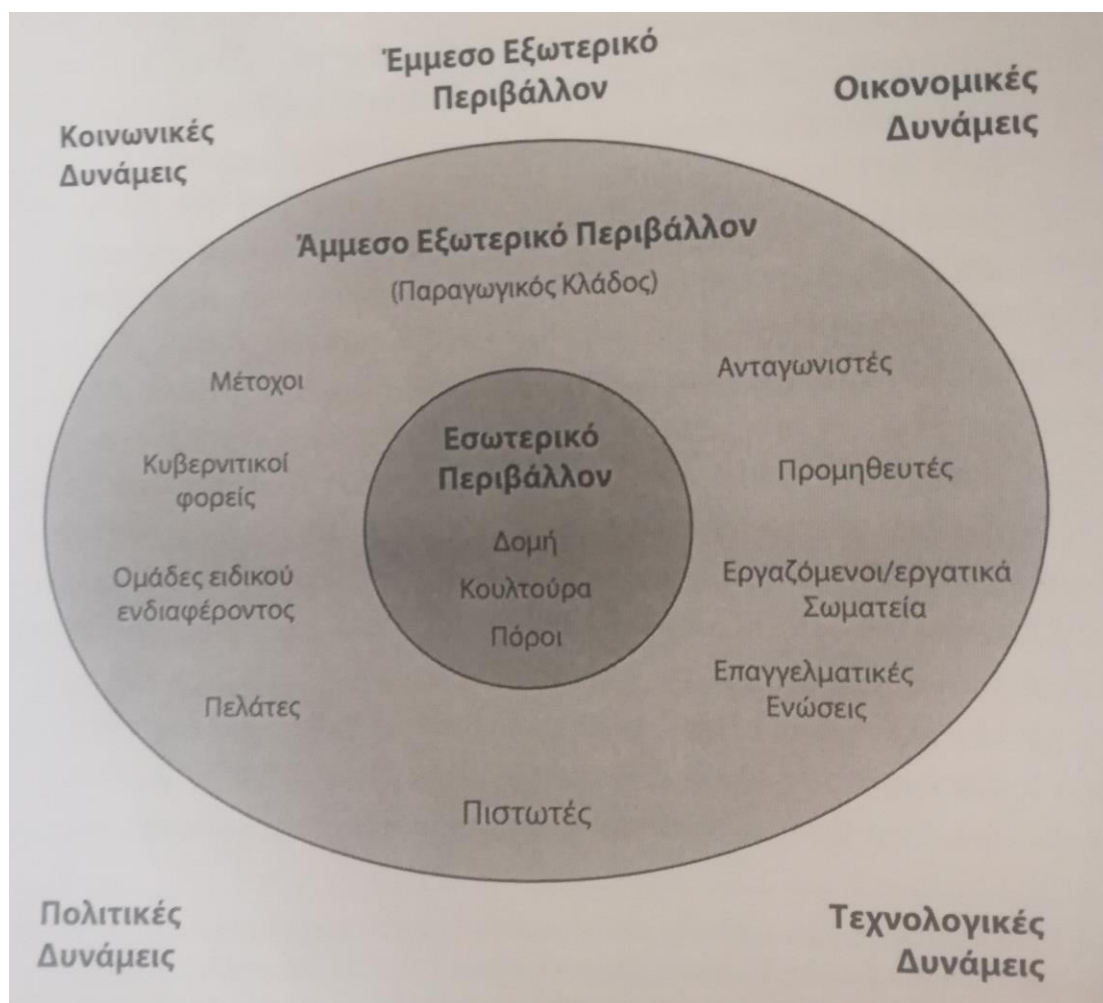 Έμμεσο Εξωτερικό
Περιβάλλον
Κοινωνικές
Δυνάμεις
Οικονομικές
Δυνάμεις
Άμμεσο Εξωτερικό Περιβάλλον
(Παραγωγικός Κλάδος)
Μέτοχοι
Κυβερνιτικοί
φορείς
Ομάδες ειδικού
ενδιαφέροντος
Πελάτες
Εσωτερικό
Περιβάλλον
Δομή
Κουλτούρα
Πόροι
Ανταγωνιστές
Προμηθευτές
Εργαζόμενοι/εργατικά
Σωματεία
Επαγγελματικές
Ενώσεις
Πιστωτές
Πολιτικές
Δυνάμεις
Τεχνολογικές
Δυνάμεις